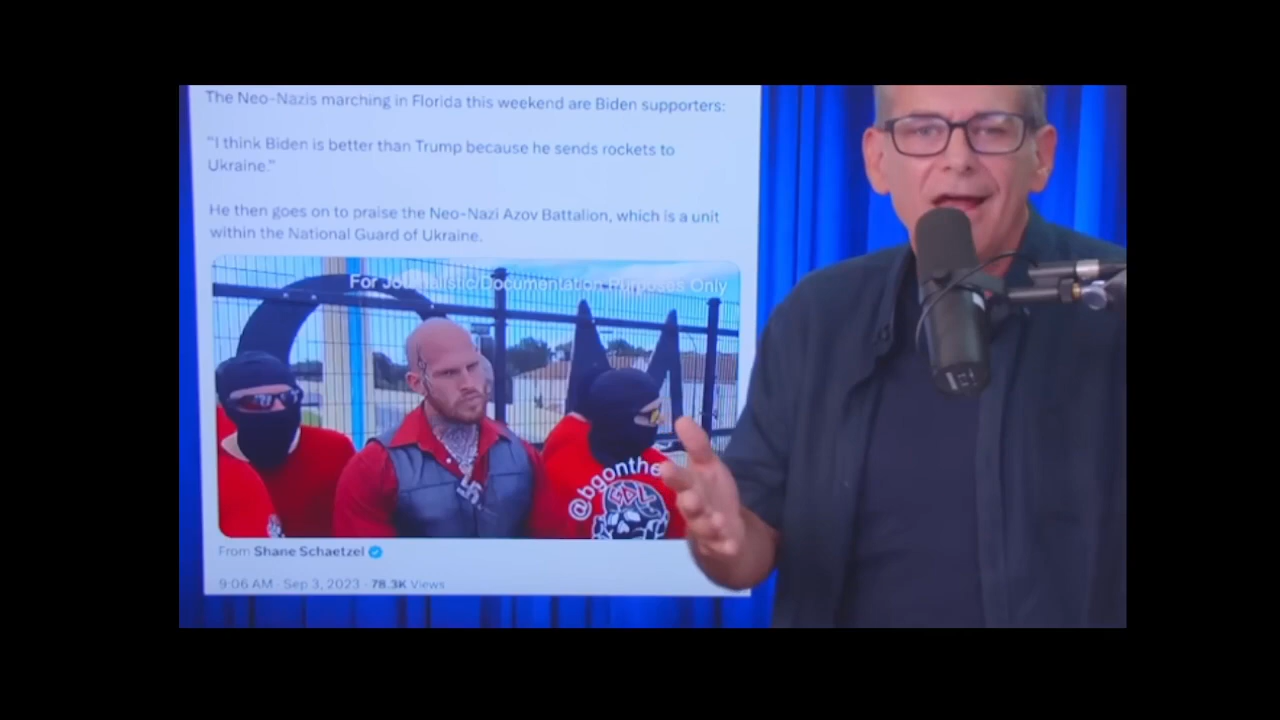 The Neo-Nazis marching in Florida this weekend are Biden supporters:
"I think Biden is better than Trump because he sends rockets to
Ukraine."
He then goes on to praise the Neo-Nazi Azov Battalion, which is a unit
within the National Guard of Ukraine.
For Journalistic/Documentation Purposes Only
@bgonthe
GDL
From Shane Schaetzel
9:06 AM · Sep 3, 2023 · 78.3K Views